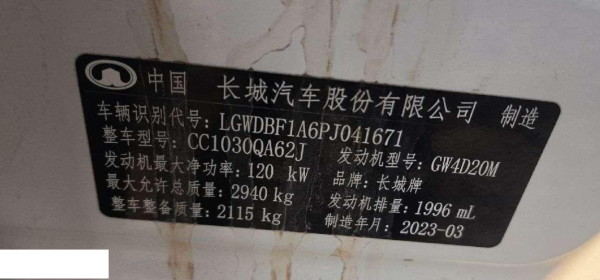 中国 长城汽车股份有限公司 制造
车辆识别代号: LGWDBF1A6PJ041671
整车型号: CC1030QA62J 发动机型号: GW4D20M
发动机最大净功率: 120 kW 品牌: 长城牌
最大允许总质量: 2940 kg 发动机排量: 1996 mL
整车整备质量: 2115 kg 制造年月: 2023-03